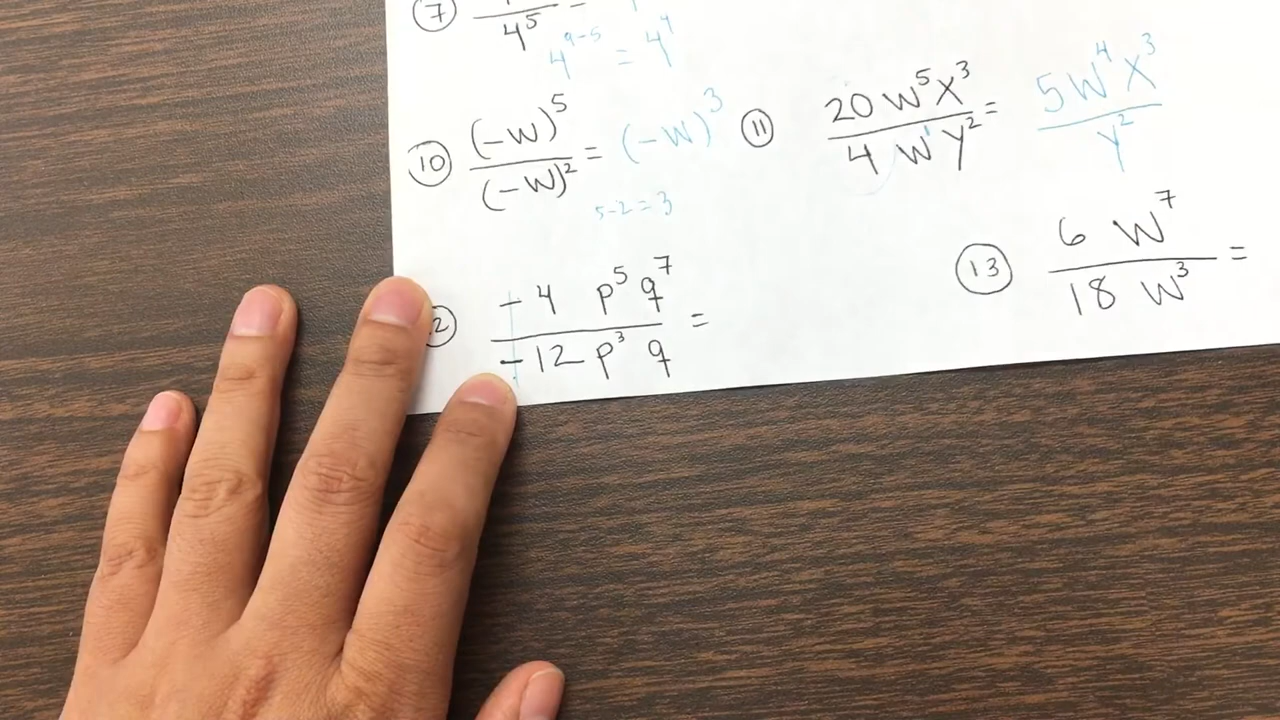 ⑦ 4^5 =
4^{9-5} = 4^4
⑩ (-w)^5 / (-w)^2 = (-w)^3
5-2=3
⑪ 20 w^5 x^3 / 4 w^1 y^2 = 5 w^4 x^3 / y^2
2 -4 p^5 q^7 / -12 p^3 q =
⑬ 6 w^7 / 18 w^3 =